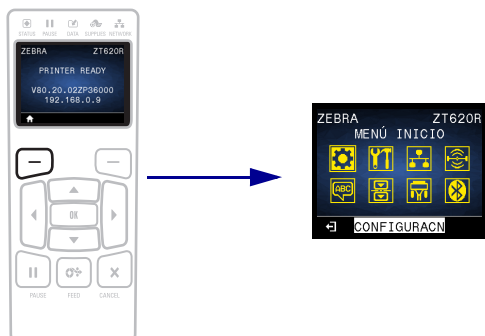 STATUS PAUSE DATA SUPPLIES NETWORK
ZEBRA ZT620R
PRINTER READY
V80.20.02ZP36000
192.168.0.9
OK
PAUSE FEED CANCEL
ZEBRA ZT620R
MENÚ INICIO
ABC
CONFIGURACN